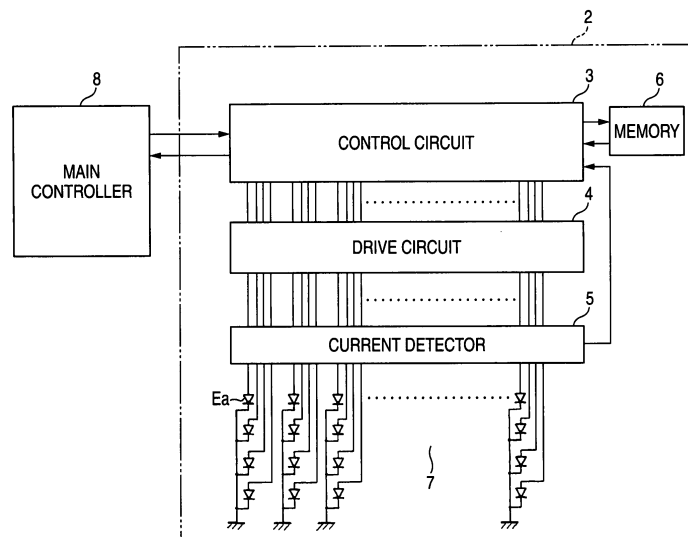 2
8
3
6
CONTROL CIRCUIT
MEMORY
MAIN
CONTROLLER
4
DRIVE CIRCUIT
5
CURRENT DETECTOR
Ea
7